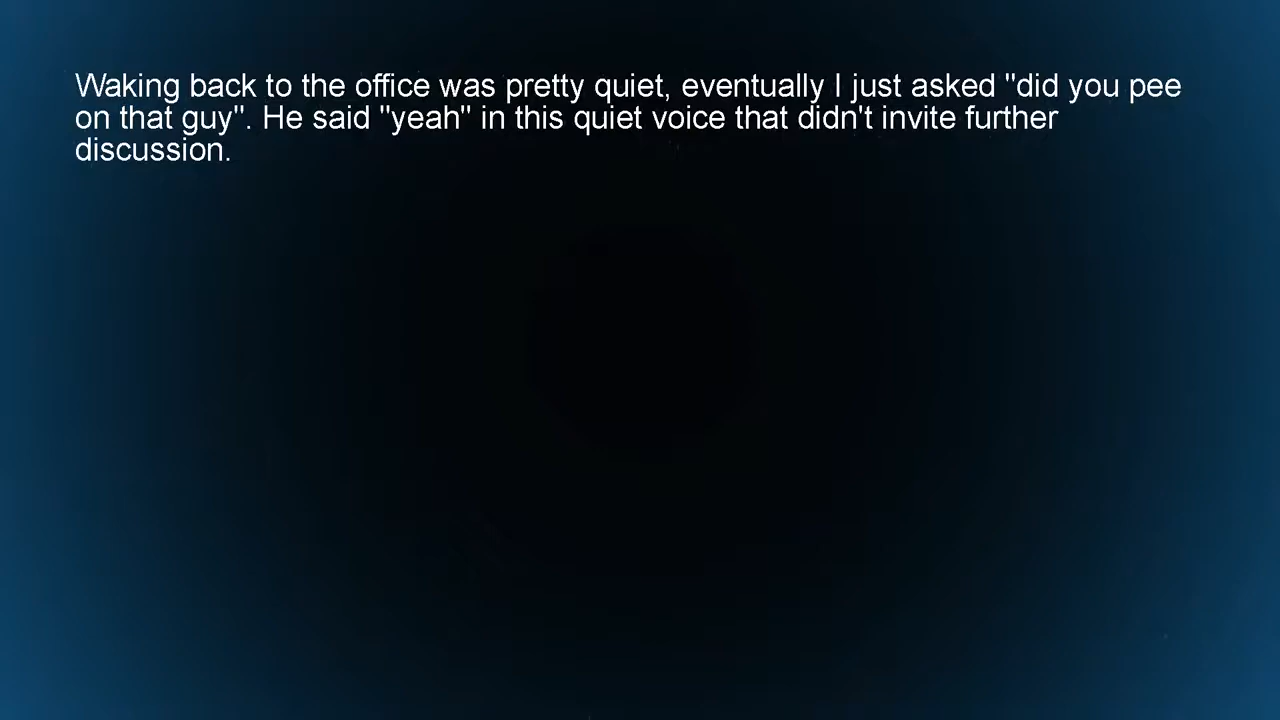 Waking back to the office was pretty quiet, eventually I just asked "did you pee
on that guy". He said "yeah" in this quiet voice that didn't invite further
discussion.